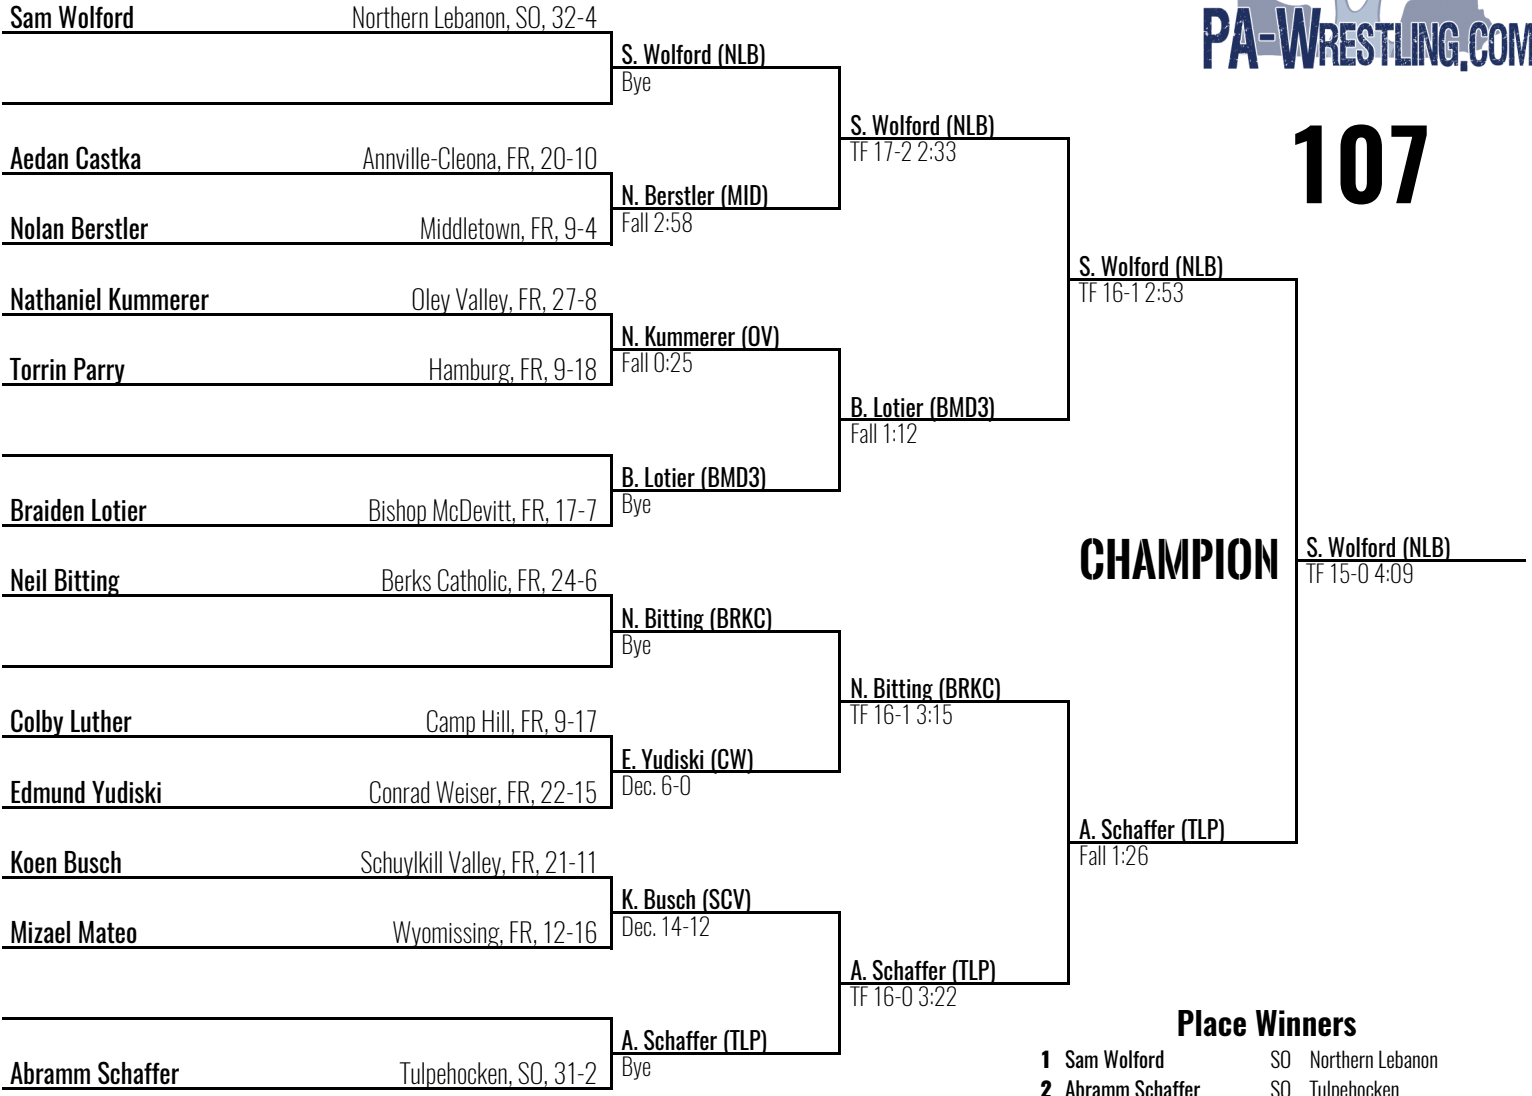 PA-WRESTLING.COM
107
Sam Wolford Northern Lebanon, SO, 32-4
S. Wolford (NLB)
Bye
Aedan Castka Annville-Cleona, FR, 20-10
S. Wolford (NLB)
TF 17-2 2:33
N. Berstler (MID)
Fall 2:58
Nolan Berstler Middletown, FR, 9-4
S. Wolford (NLB)
TF 16-1 2:53
Nathaniel Kummerer Oley Valley, FR, 27-8
N. Kummerer (OV)
Fall 0:25
Torrin Parry Hamburg, FR, 9-18
B. Lotier (BMD3)
Fall 1:12
B. Lotier (BMD3)
Bye
Braiden Lotier Bishop McDevitt, FR, 17-7
CHAMPION
S. Wolford (NLB)
TF 15-0 4:09
Neil Bitting Berks Catholic, FR, 24-6
N. Bitting (BRKC)
Bye
N. Bitting (BRKC)
TF 16-1 3:15
Colby Luther Camp Hill, FR, 9-17
E. Yudiski (CW)
Dec. 6-0
Edmund Yudiski Conrad Weiser, FR, 22-15
A. Schaffer (TLP)
Fall 1:26
Koen Busch Schuylkill Valley, FR, 21-11
K. Busch (SCV)
Dec. 14-12
Mizael Mateo Wyomissing, FR, 12-16
A. Schaffer (TLP)
TF 16-0 3:22
A. Schaffer (TLP)
Bye
Abramm Schaffer Tulpehocken, SO, 31-2
Place Winners
1 Sam Wolford SO Northern Lebanon
2 Abramm Schaffer SO Tulpehocken